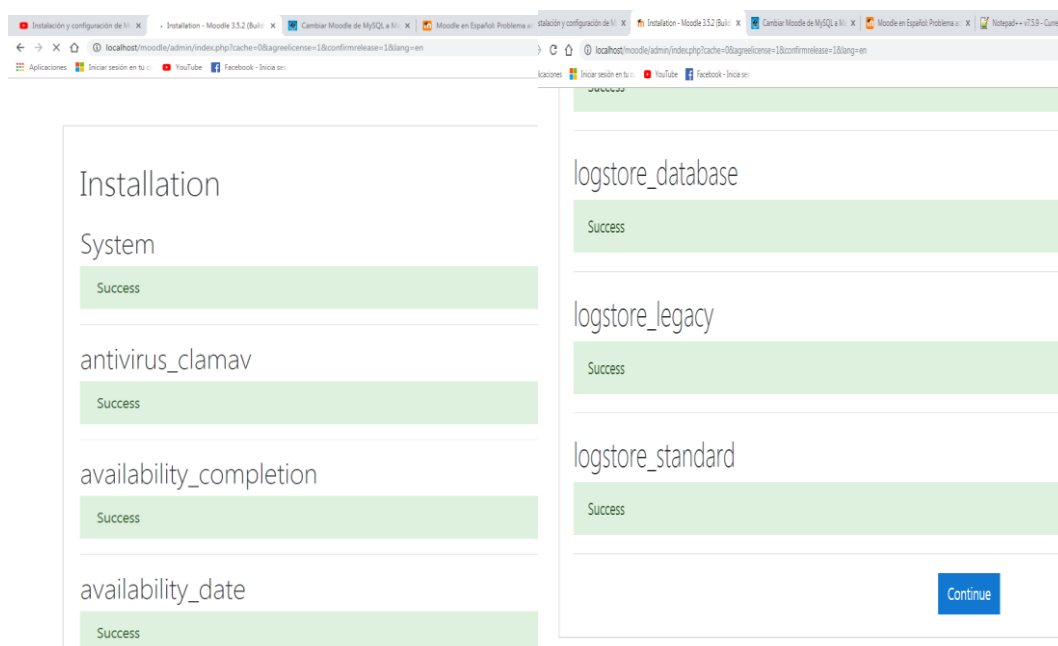 Instalación y configuración de M
Installation - Moodle 3.5.2 (Build:
Cambiar Moodle de MySQL a M
Moodle en Español: Problema a
localhost/moodle/admin/index.php?cache=0&agreelicense=1&confirmrelease=1&lang=en
Aplicaciones
Iniciar sesión en tu c
YouTube
Facebook - Inicia ses
Installation
System
Success
antivirus_clamav
Success
availability_completion
Success
availability_date
Success
stalación y configuración de M
Installation - Moodle 3.5.2 (Build:
Cambiar Moodle de MySQL a M
Moodle en Español: Problema a
Notepad++ v7.5.9 - Curre
localhost/moodle/admin/index.php?cache=0&agreelicense=1&confirmrelease=1&lang=en
licaciones
Iniciar sesión en tu c
YouTube
Facebook - Inicia ses
Success
logstore_database
Success
logstore_legacy
Success
logstore_standard
Success
Continue